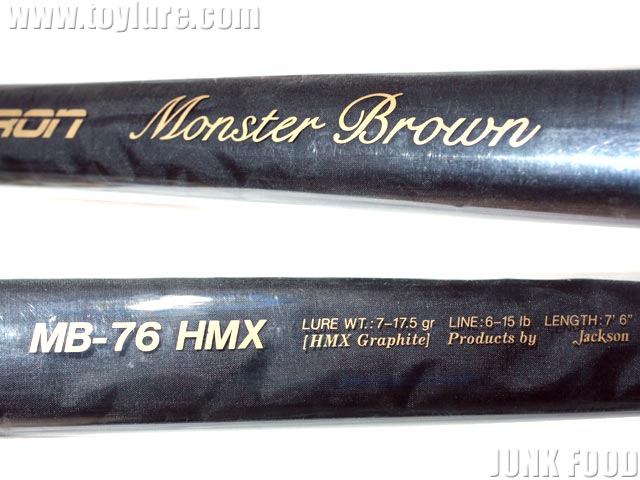 www.toylure.com
RON Monster Brown
MB-76 HMX
LURE WT.:7-17.5 gr LINE:6-15 lb LENGTH:7' 6"
[HMX Graphite] Products by Jackson
JUNK FOOD